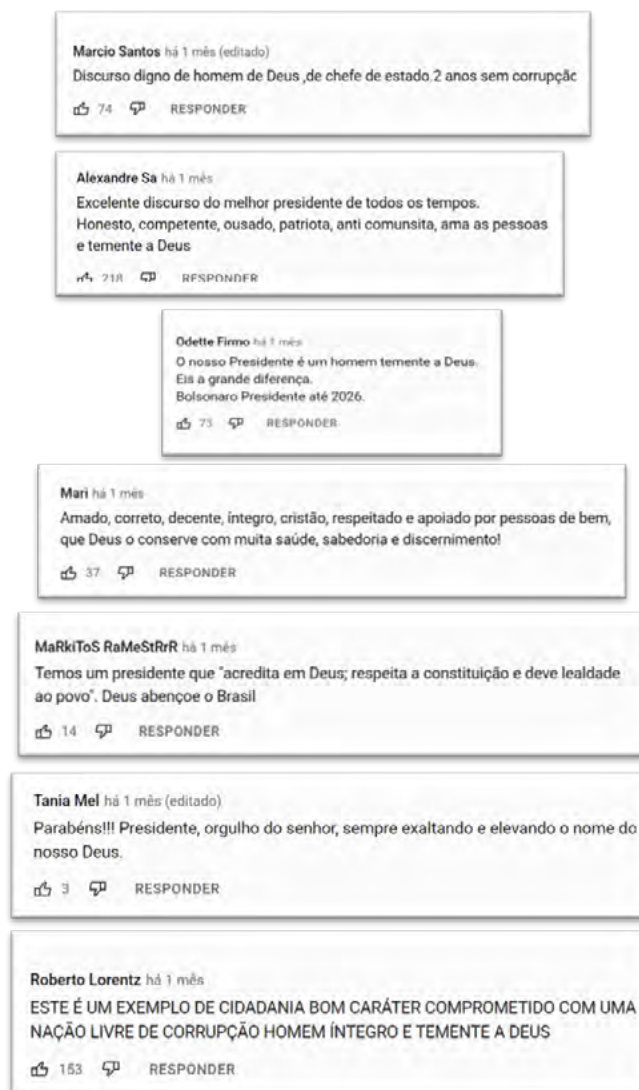 Marcio Santos há 1 mês (editado)
Discurso digno de homem de Deus ,de chefe de estado.2 anos sem corrupção
74 RESPONDER
Alexandre Sa há 1 mês
Excelente discurso do melhor presidente de todos os tempos.
Honesto, competente, ousado, patriota, anti comunsita, ama as pessoas
e temente a Deus
218 RESPONDER
Odette Firmo há 1 mês
O nosso Presidente é um homem temente a Deus.
Eis a grande diferença.
Bolsonaro Presidente até 2026.
73 RESPONDER
Mari há 1 mês
Amado, correto, decente, íntegro, cristão, respeitado e apoiado por pessoas de bem,
que Deus o conserve com muita saúde, sabedoria e discernimento!
37 RESPONDER
MaRkiToS RaMeStRrR há 1 mês
Temos um presidente que "acredita em Deus; respeita a constituição e deve lealdade
ao povo". Deus abençoe o Brasil
14 RESPONDER
Tania Mel há 1 mês (editado)
Parabéns!!! Presidente, orgulho do senhor, sempre exaltando e elevando o nome do
nosso Deus.
3 RESPONDER
Roberto Lorentz há 1 mês
ESTE É UM EXEMPLO DE CIDADANIA BOM CARÁTER COMPROMETIDO COM UMA
NAÇÃO LIVRE DE CORRUPÇÃO HOMEM ÍNTEGRO E TEMENTE A DEUS
153 RESPONDER